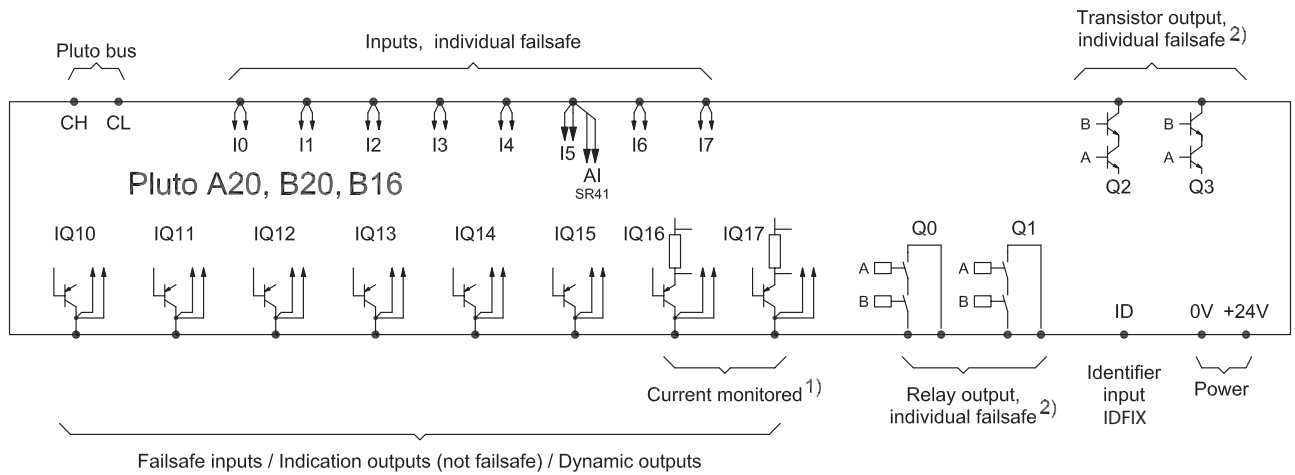 Transistor output,
individual failsafe 2)
Pluto bus
Inputs, individual failsafe
CH CL
I0 I1 I2 I3 I4 I5 I6 I7
AI
SR41
B B
A A
Q2 Q3
Pluto A20, B20, B16
IQ10 IQ11 IQ12 IQ13 IQ14 IQ15 IQ16 IQ17
Q0 Q1
A A
B B
ID 0V +24V
Current monitored 1)
Relay output,
individual failsafe 2)
Identifier
input
IDFIX
Power
Failsafe inputs / Indication outputs (not failsafe) / Dynamic outputs